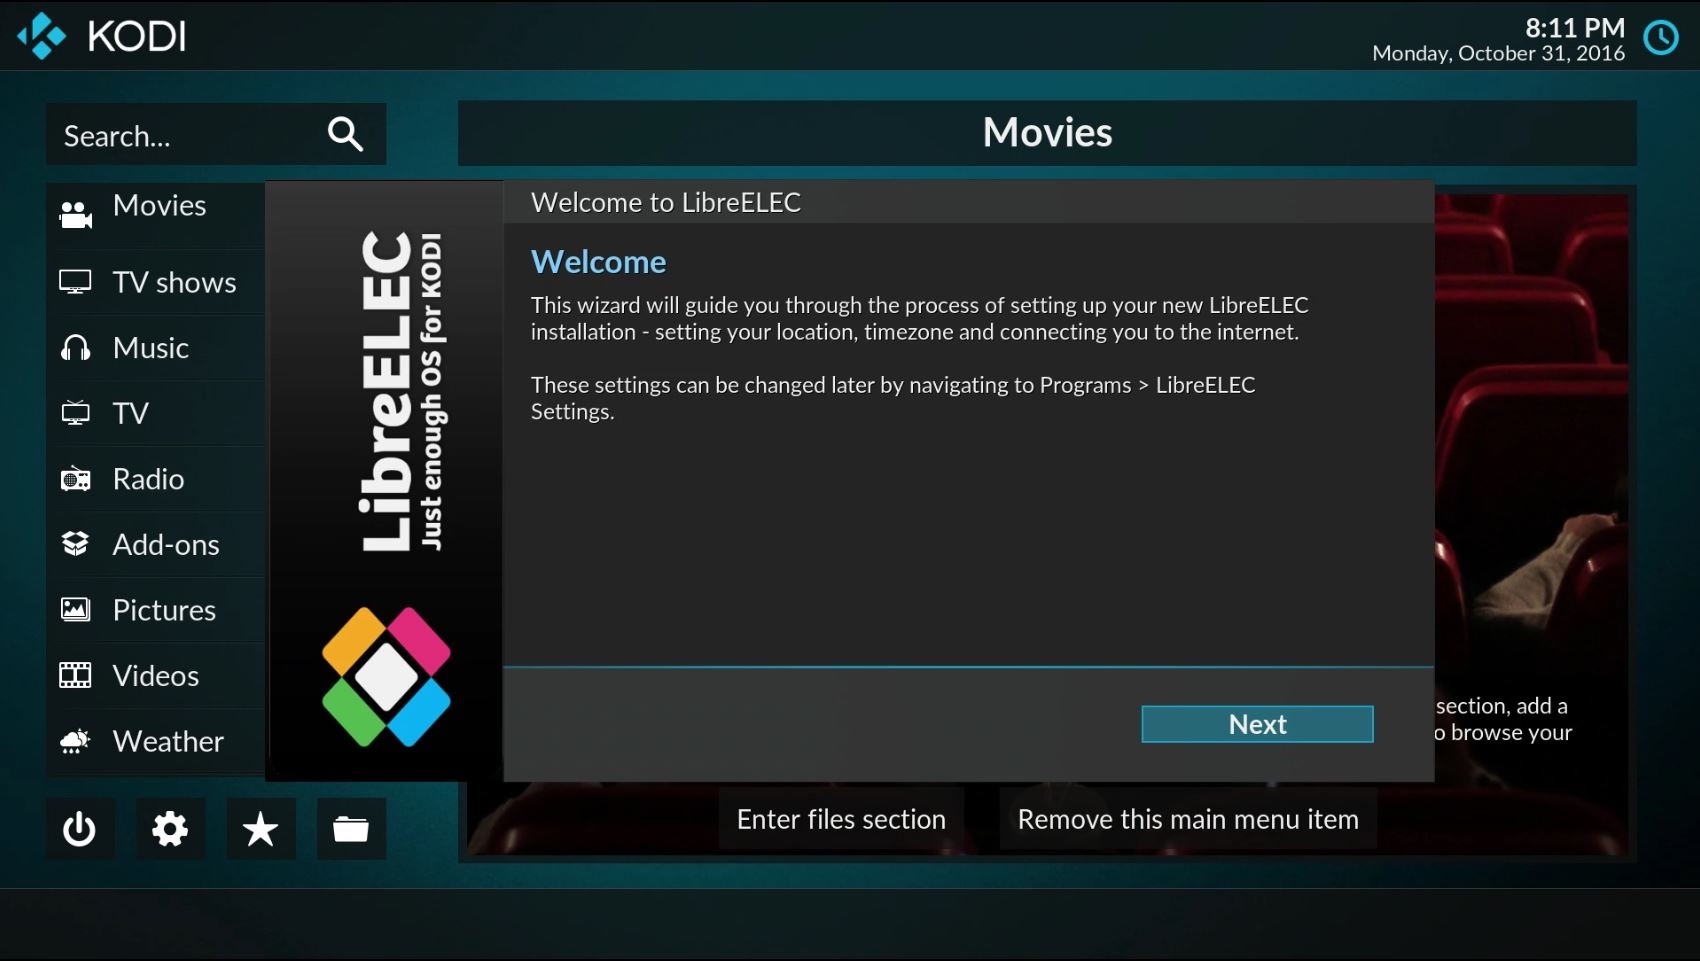 KODI
8:11 PM
Monday, October 31, 2016
Search...
Movies
Movies
TV shows
Music
TV
Radio
Add-ons
Pictures
Videos
Weather
LibreELEC
Just enough OS for KODI
Welcome to LibreELEC
Welcome
This wizard will guide you through the process of setting up your new LibreELEC
installation - setting your location, timezone and connecting you to the internet.
These settings can be changed later by navigating to Programs > LibreELEC
Settings.
Next
section, add a
o browse your
Enter files section
Remove this main menu item